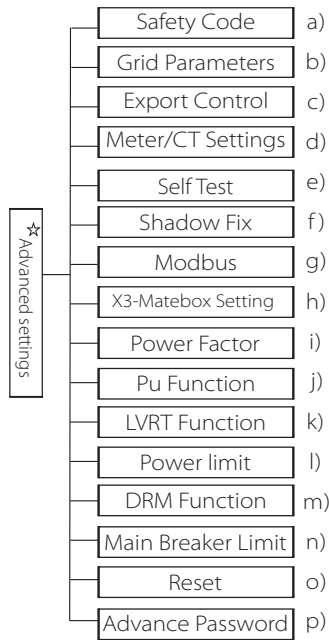 Safety Code a)
Grid Parameters b)
Export Control c)
Meter/CT Settings d)
Self Test e)
Shadow Fix f)
☆ Advanced settings
Modbus g)
X3-Matebox Setting h)
Power Factor i)
Pu Function j)
LVRT Function k)
Power limit l)
DRM Function m)
Main Breaker Limit n)
Reset o)
Advance Password p)